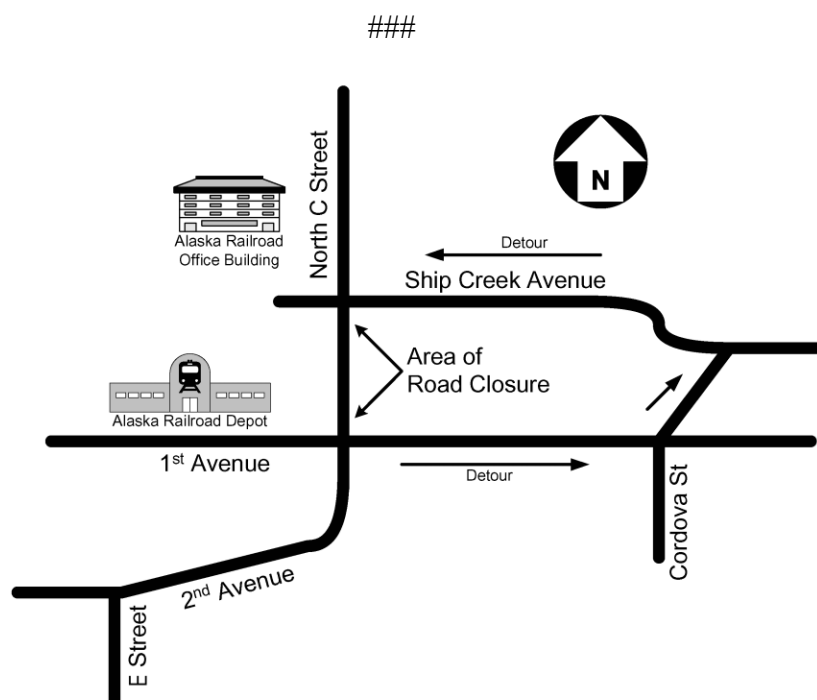 ###
North C Street
N
Alaska Railroad
Office Building
Detour
Ship Creek Avenue
Area of
Road Closure
Alaska Railroad Depot
1st Avenue
Detour
Cordova St
2nd Avenue
E Street